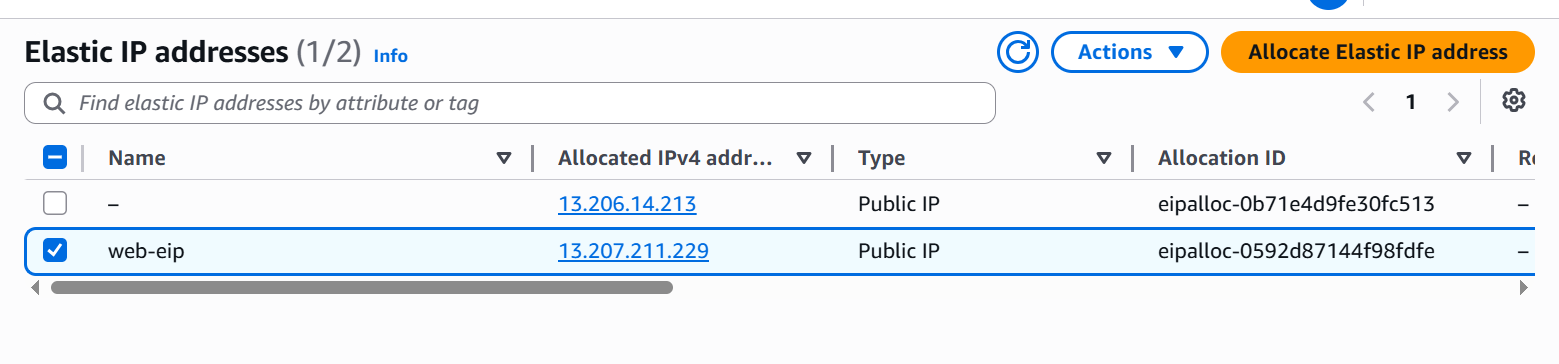 Elastic IP addresses (1/2) Info
Actions
Allocate Elastic IP address
Find elastic IP addresses by attribute or tag
1
Name Allocated IPv4 addr... Type Allocation ID
– 13.206.14.213 Public IP eipalloc-0b71e4d9fe30fc513 –
web-eip 13.207.211.229 Public IP eipalloc-0592d87144f98fdfe –